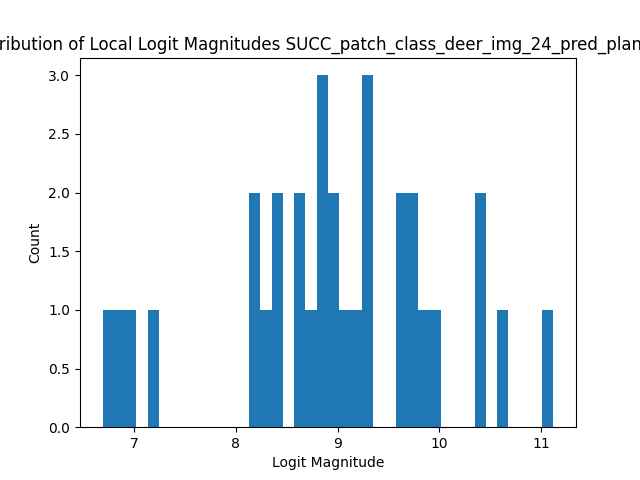 ribution of Local Logit Magnitudes SUCC_patch_class_deer_img_24_pred_plan
3.0
2.5
2.0
1.5
1.0
0.5
0.0
Count
7 8 9 10 11
Logit Magnitude